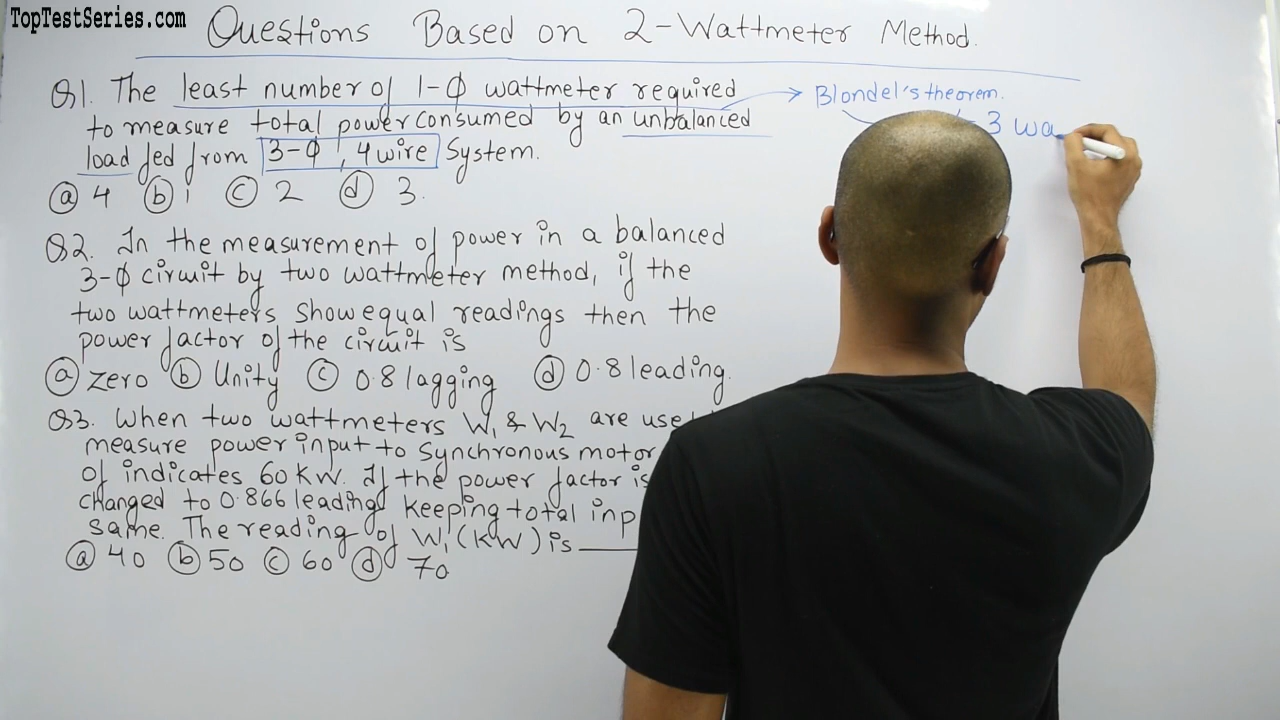 TopTestSeries.com
Questions Based on 2-Wattmeter Method.
Q1. The least number of 1-Φ wattmeter required
to measure total power consumed by an unbalanced
load fed from 3-Φ, 4 wire System.
(a) 4 (b) 1 (c) 2 (d) 3.
Blondel's theorem.
3 wa
Q2. In the measurement of power in a balanced
3-Φ circuit by two wattmeter method, if the
two wattmeters show equal readings then the
power factor of the circuit is
(a) zero (b) Unity (c) 0.8 lagging (d) 0.8 leading.
Q3. When two wattmeters W1 & W2 are use
measure power input to synchronous motor
of indicates 60 KW. If the power factor is
changed to 0.866 leading keeping total inp
same. The reading of W1 (KW) is ____
(a) 40 (b) 50 (c) 60 (d) 70